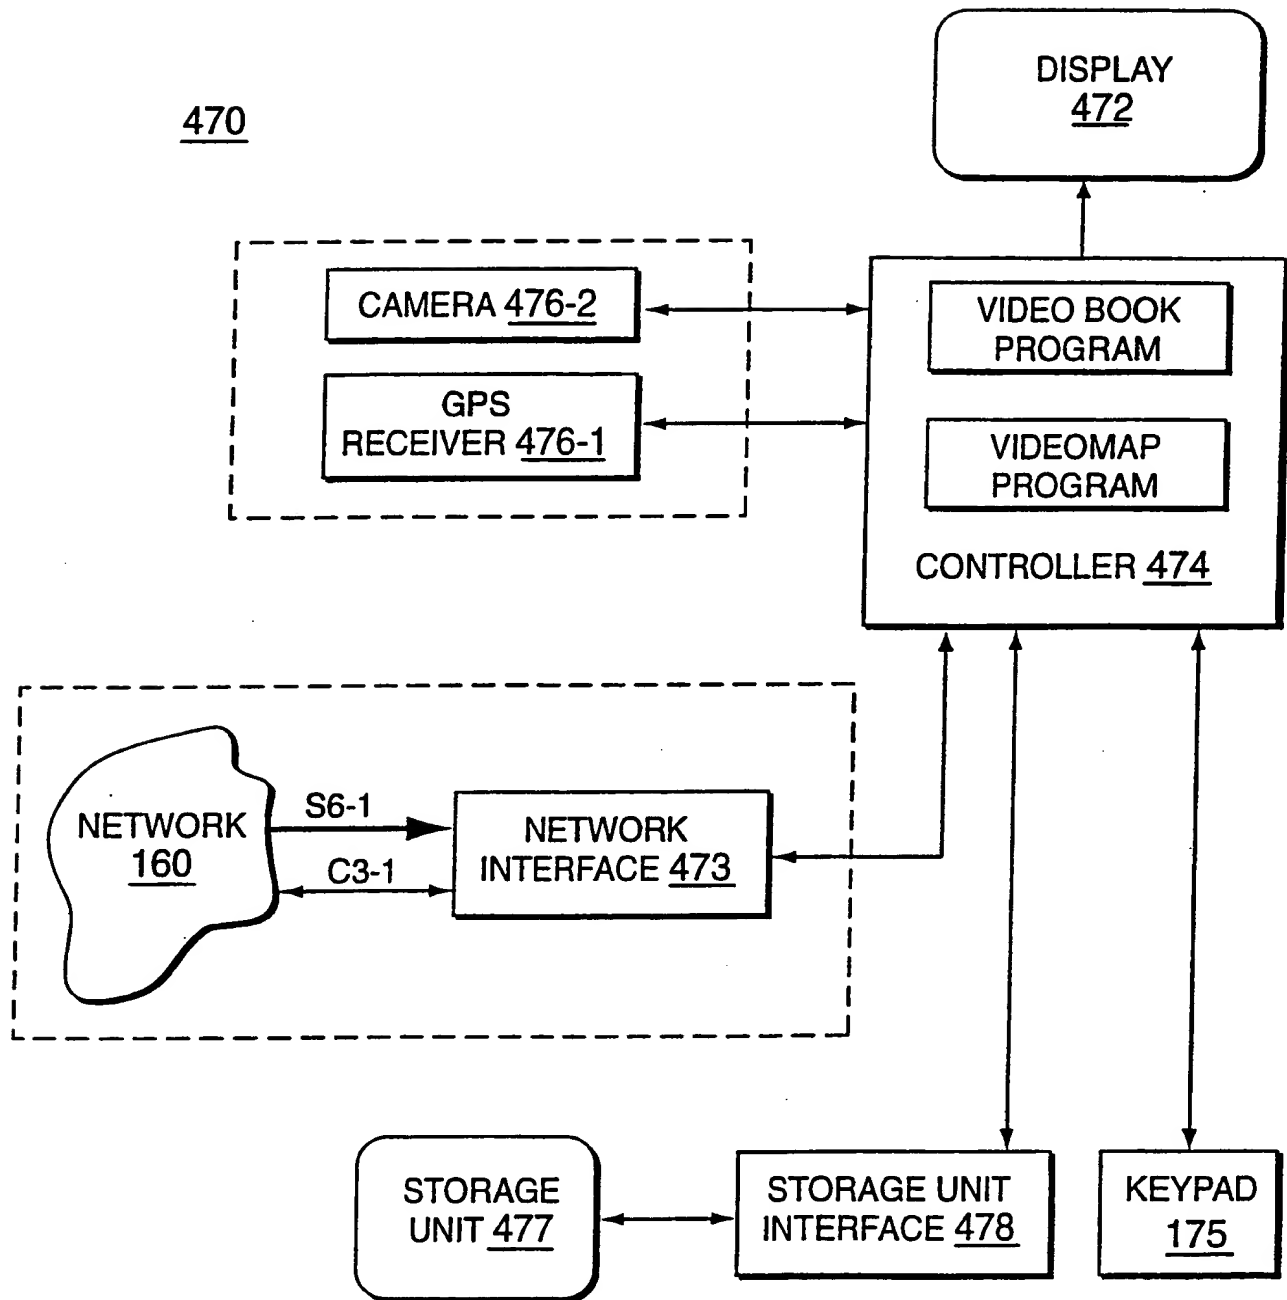 470
DISPLAY
472
CAMERA 476-2
GPS
RECEIVER 476-1
VIDEO BOOK
PROGRAM
VIDEOMAP
PROGRAM
CONTROLLER 474
NETWORK
160
S6-1
C3-1
NETWORK
INTERFACE 473
STORAGE
UNIT 477
STORAGE UNIT
INTERFACE 478
KEYPAD
175